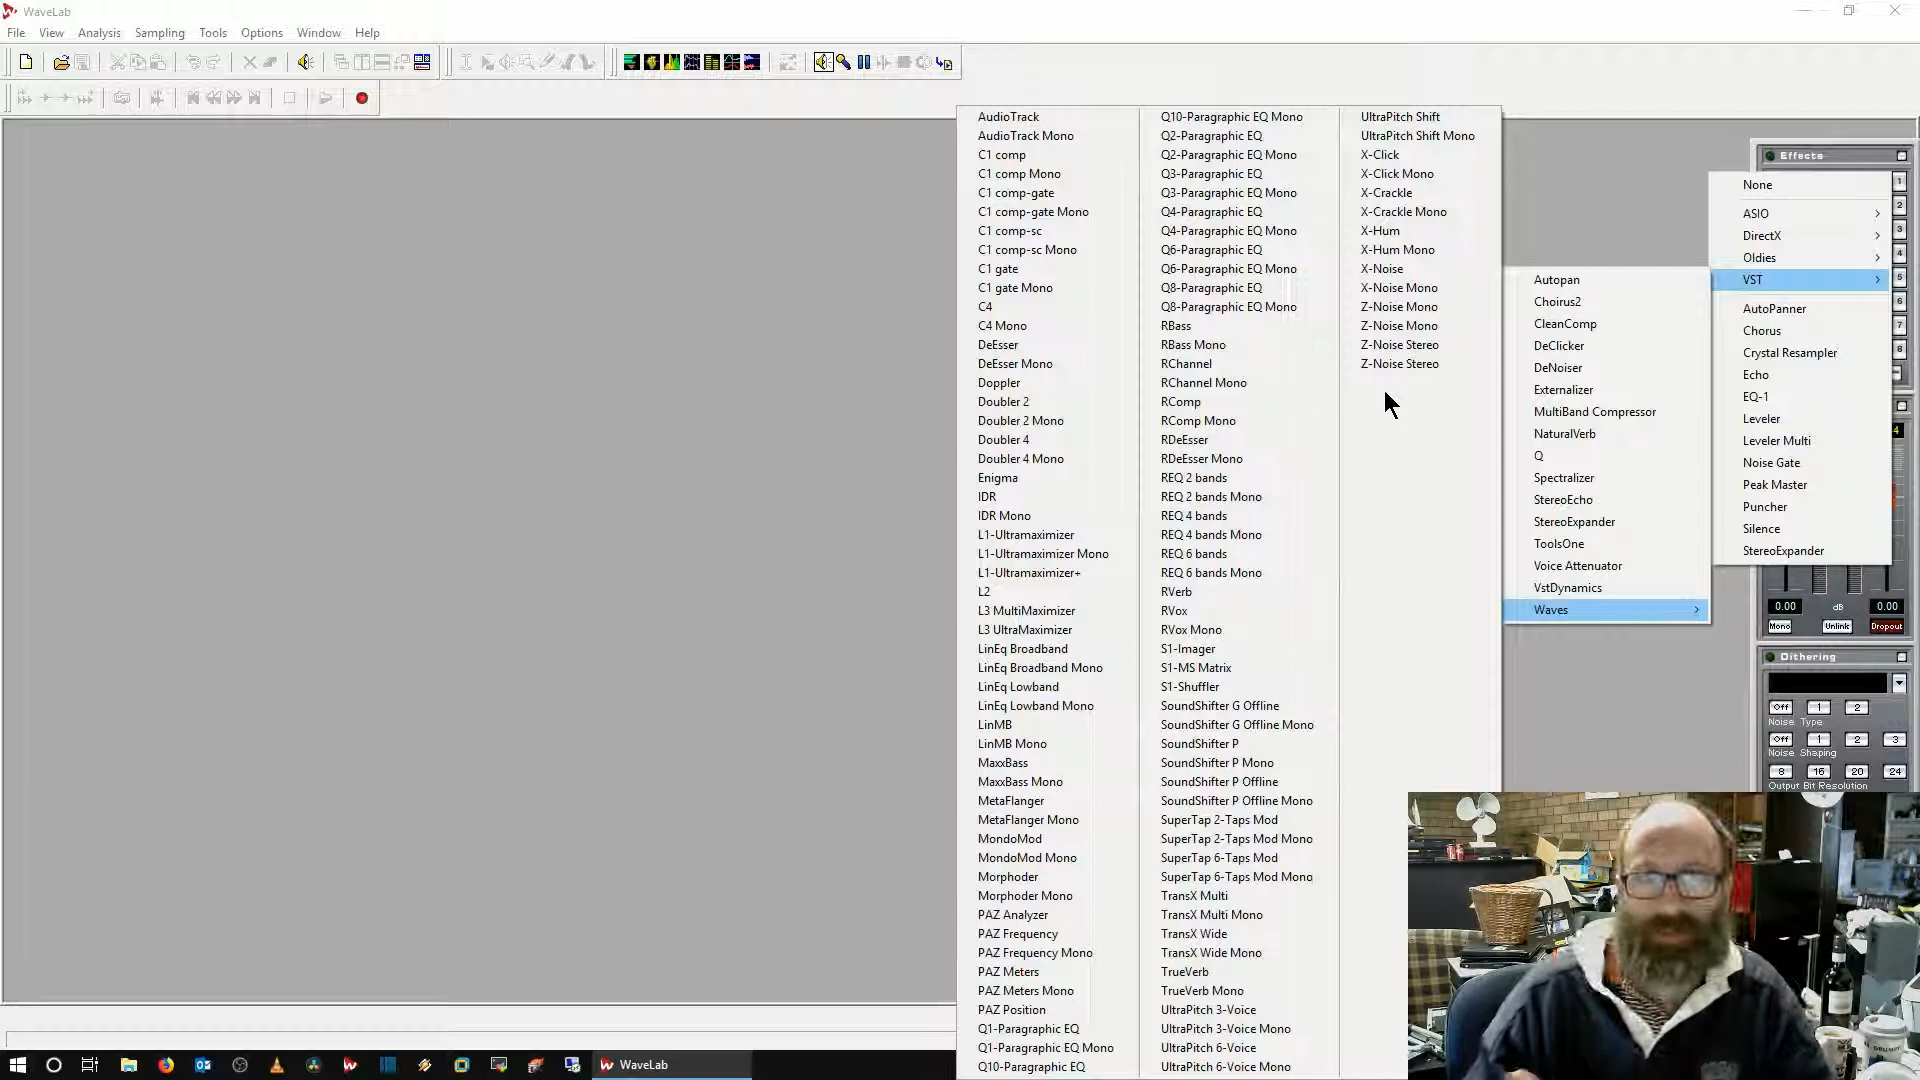 WaveLab
File View Analysis Sampling Tools Options Window Help
AudioTrack
AudioTrack Mono
C1 comp
C1 comp Mono
C1 comp-gate
C1 comp-gate Mono
C1 comp-sc
C1 comp-sc Mono
C1 gate
C1 gate Mono
C4
C4 Mono
DeEsser
DeEsser Mono
Doppler
Doubler 2
Doubler 2 Mono
Doubler 4
Doubler 4 Mono
Enigma
IDR
IDR Mono
L1-Ultramaximizer
L1-Ultramaximizer Mono
L1-Ultramaximizer+
L2
L3 MultiMaximizer
L3 UltraMaximizer
LinEq Broadband
LinEq Broadband Mono
LinEq Lowband
LinEq Lowband Mono
LinMB
LinMB Mono
MaxxBass
MaxxBass Mono
MetaFlanger
MetaFlanger Mono
MondoMod
MondoMod Mono
Morphoder
Morphoder Mono
PAZ Analyzer
PAZ Frequency
PAZ Frequency Mono
PAZ Meters
PAZ Meters Mono
PAZ Position
Q1-Paragraphic EQ
Q1-Paragraphic EQ Mono
Q10-Paragraphic EQ
Q10-Paragraphic EQ Mono
Q2-Paragraphic EQ
Q2-Paragraphic EQ Mono
Q3-Paragraphic EQ
Q3-Paragraphic EQ Mono
Q4-Paragraphic EQ
Q4-Paragraphic EQ Mono
Q6-Paragraphic EQ
Q6-Paragraphic EQ Mono
Q8-Paragraphic EQ
Q8-Paragraphic EQ Mono
RBass
RBass Mono
RChannel
RChannel Mono
RComp
RComp Mono
RDeEsser
RDeEsser Mono
REQ 2 bands
REQ 2 bands Mono
REQ 4 bands
REQ 4 bands Mono
REQ 6 bands
REQ 6 bands Mono
RVerb
RVox
RVox Mono
S1-Imager
S1-MS Matrix
S1-Shuffler
SoundShifter G Offline
SoundShifter G Offline Mono
SoundShifter P
SoundShifter P Mono
SoundShifter P Offline
SoundShifter P Offline Mono
SuperTap 2-Taps Mod
SuperTap 2-Taps Mod Mono
SuperTap 6-Taps Mod
SuperTap 6-Taps Mod Mono
TransX Multi
TransX Multi Mono
TransX Wide
TransX Wide Mono
TrueVerb
TrueVerb Mono
UltraPitch 3-Voice
UltraPitch 3-Voice Mono
UltraPitch 6-Voice
UltraPitch 6-Voice Mono
UltraPitch Shift
UltraPitch Shift Mono
X-Click
X-Click Mono
X-Crackle
X-Crackle Mono
X-Hum
X-Hum Mono
X-Noise
X-Noise Mono
Z-Noise Mono
Z-Noise Mono
Z-Noise Stereo
Z-Noise Stereo
Autopan
Choirus2
CleanComp
DeClicker
DeNoiser
Externalizer
MultiBand Compressor
NaturalVerb
Q
Spectralizer
StereoEcho
StereoExpander
ToolsOne
Voice Attenuator
VstDynamics
Waves
Effects
None
ASIO
DirectX
Oldies
VST
AutoPanner
Chorus
Crystal Resampler
Echo
EQ-1
Leveler
Leveler Multi
Noise Gate
Peak Master
Puncher
Silence
StereoExpander
1
2
3
4
5
6
7
8
4
0.00 dB 0.00
Mono Unlink Dropout
Dithering
Off 1 2
Noise Type
Off 1 2 3
Noise Shaping
8 16 20 24
Output Bit Resolution
WaveLab